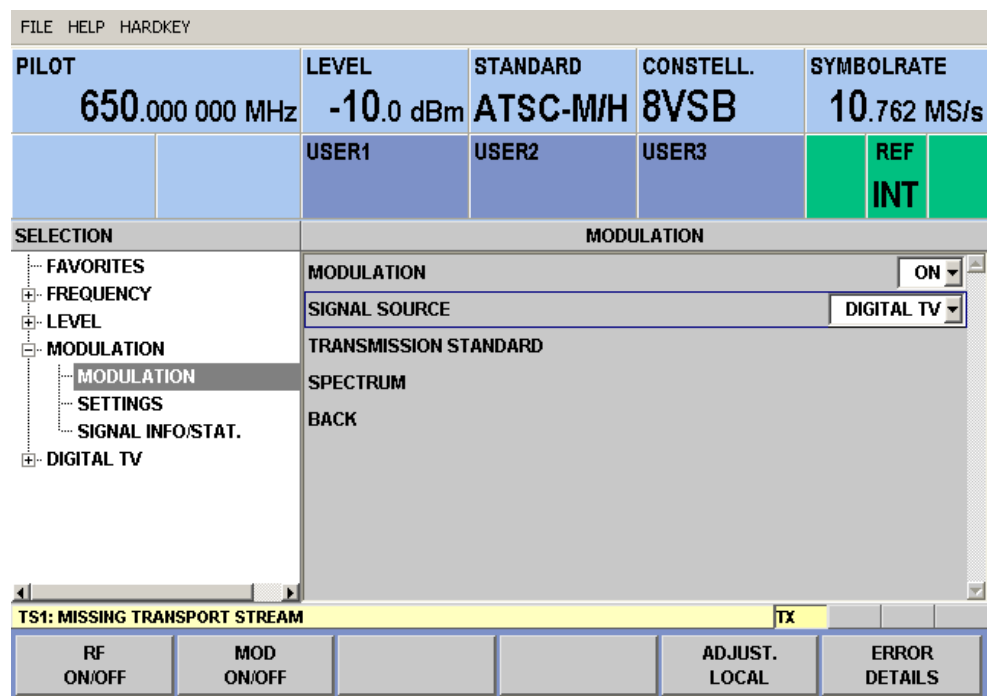 FILE HELP HARDKEY
PILOT LEVEL STANDARD CONSTELL. SYMBOLRATE
650.000 000 MHz -10.0 dBm ATSC-M/H 8VSB 10.762 MS/s
USER1 USER2 USER3 REF
INT
SELECTION MODULATION
FAVORITES
FREQUENCY
LEVEL
MODULATION
MODULATION
SETTINGS
SIGNAL INFO/STAT.
DIGITAL TV
MODULATION ON
SIGNAL SOURCE DIGITAL TV
TRANSMISSION STANDARD
SPECTRUM
BACK
TS1: MISSING TRANSPORT STREAM TX
RF MOD ADJUST. ERROR
ON/OFF ON/OFF LOCAL DETAILS